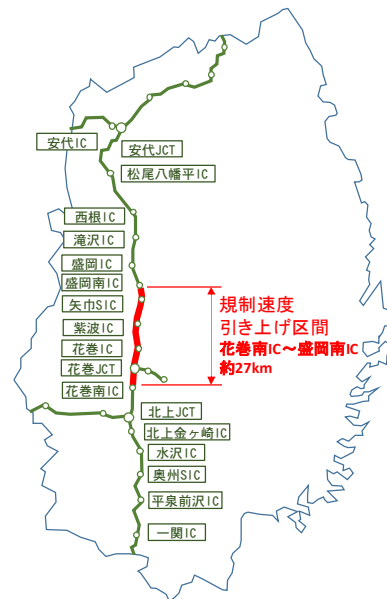 安代IC
安代JCT
松尾八幡平IC
西根IC
滝沢IC
盛岡IC
盛岡南IC
矢巾SIC
紫波IC
花巻IC
花巻JCT
花巻南IC
規制速度
引き上げ区間
花巻南IC～盛岡南IC
約27km
北上JCT
北上金ヶ崎IC
水沢IC
奥州SIC
平泉前沢IC
一関IC